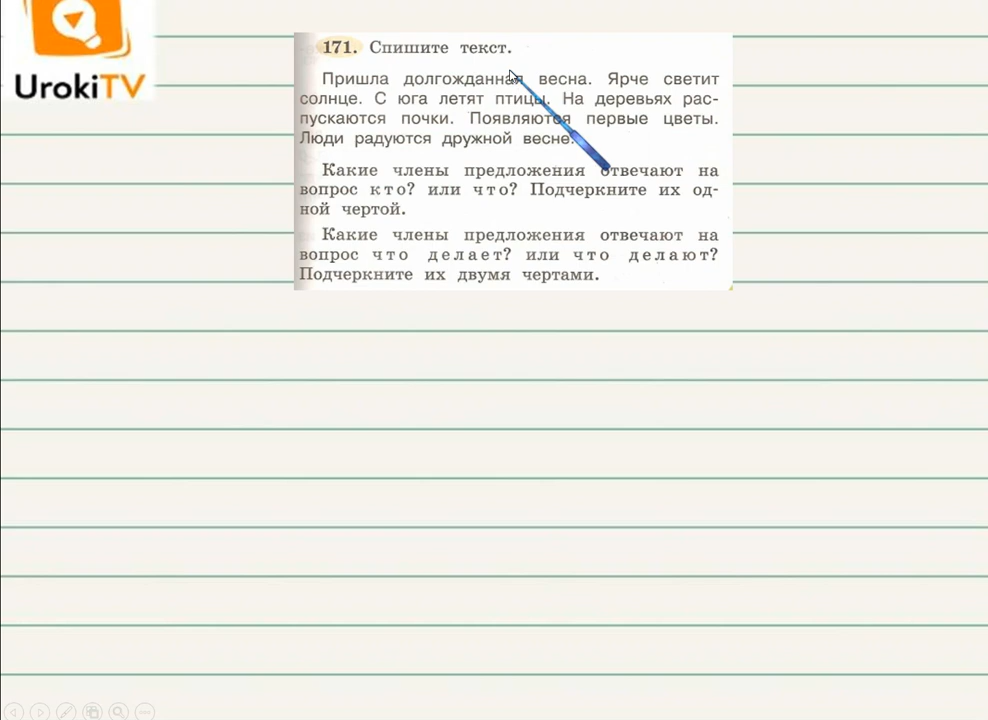 UrokiTV
171. Спишите текст.
Пришла долгожданная весна. Ярче светит
солнце. С юга летят птицы. На деревьях рас-
пускаются почки. Появляются первые цветы.
Люди радуются дружной весне.
Какие члены предложения отвечают на
вопрос кто? или что? Подчеркните их од-
ной чертой.
Какие члены предложения отвечают на
вопрос что делает? или что делают?
Подчеркните их двумя чертами.